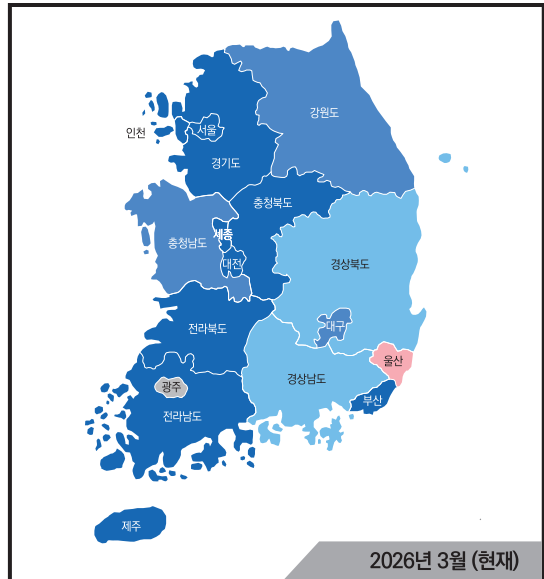 강원도
서울
인천
경기도
충청북도
세종
충청남도
대전
경상북도
대구
전라북도
울산
경상남도
광주
부산
전라남도
제주
2026년 3월 (현재)